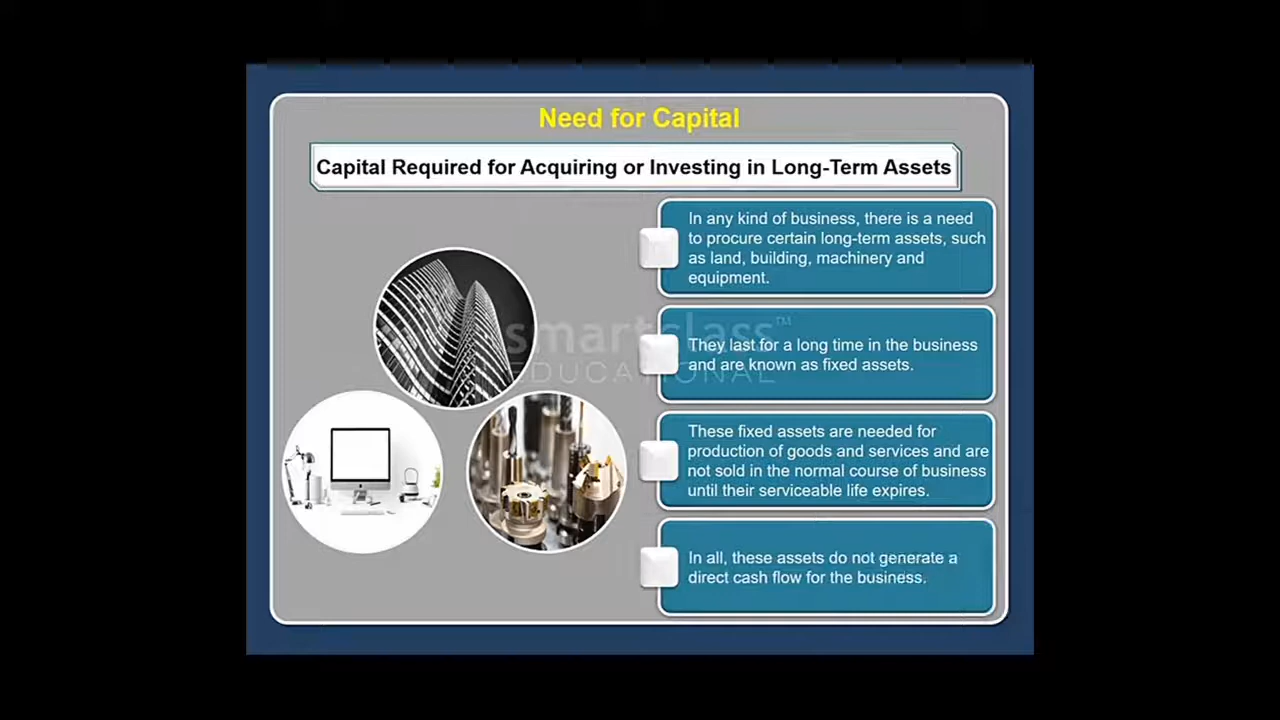 Need for Capital
Capital Required for Acquiring or Investing in Long-Term Assets
In any kind of business, there is a need
to procure certain long-term assets, such
as land, building, machinery and
equipment.
They last for a long time in the business
and are known as fixed assets.
These fixed assets are needed for
production of goods and services and are
not sold in the normal course of business
until their serviceable life expires.
In all, these assets do not generate a
direct cash flow for the business.
smartclass™
EDUCATIONAL